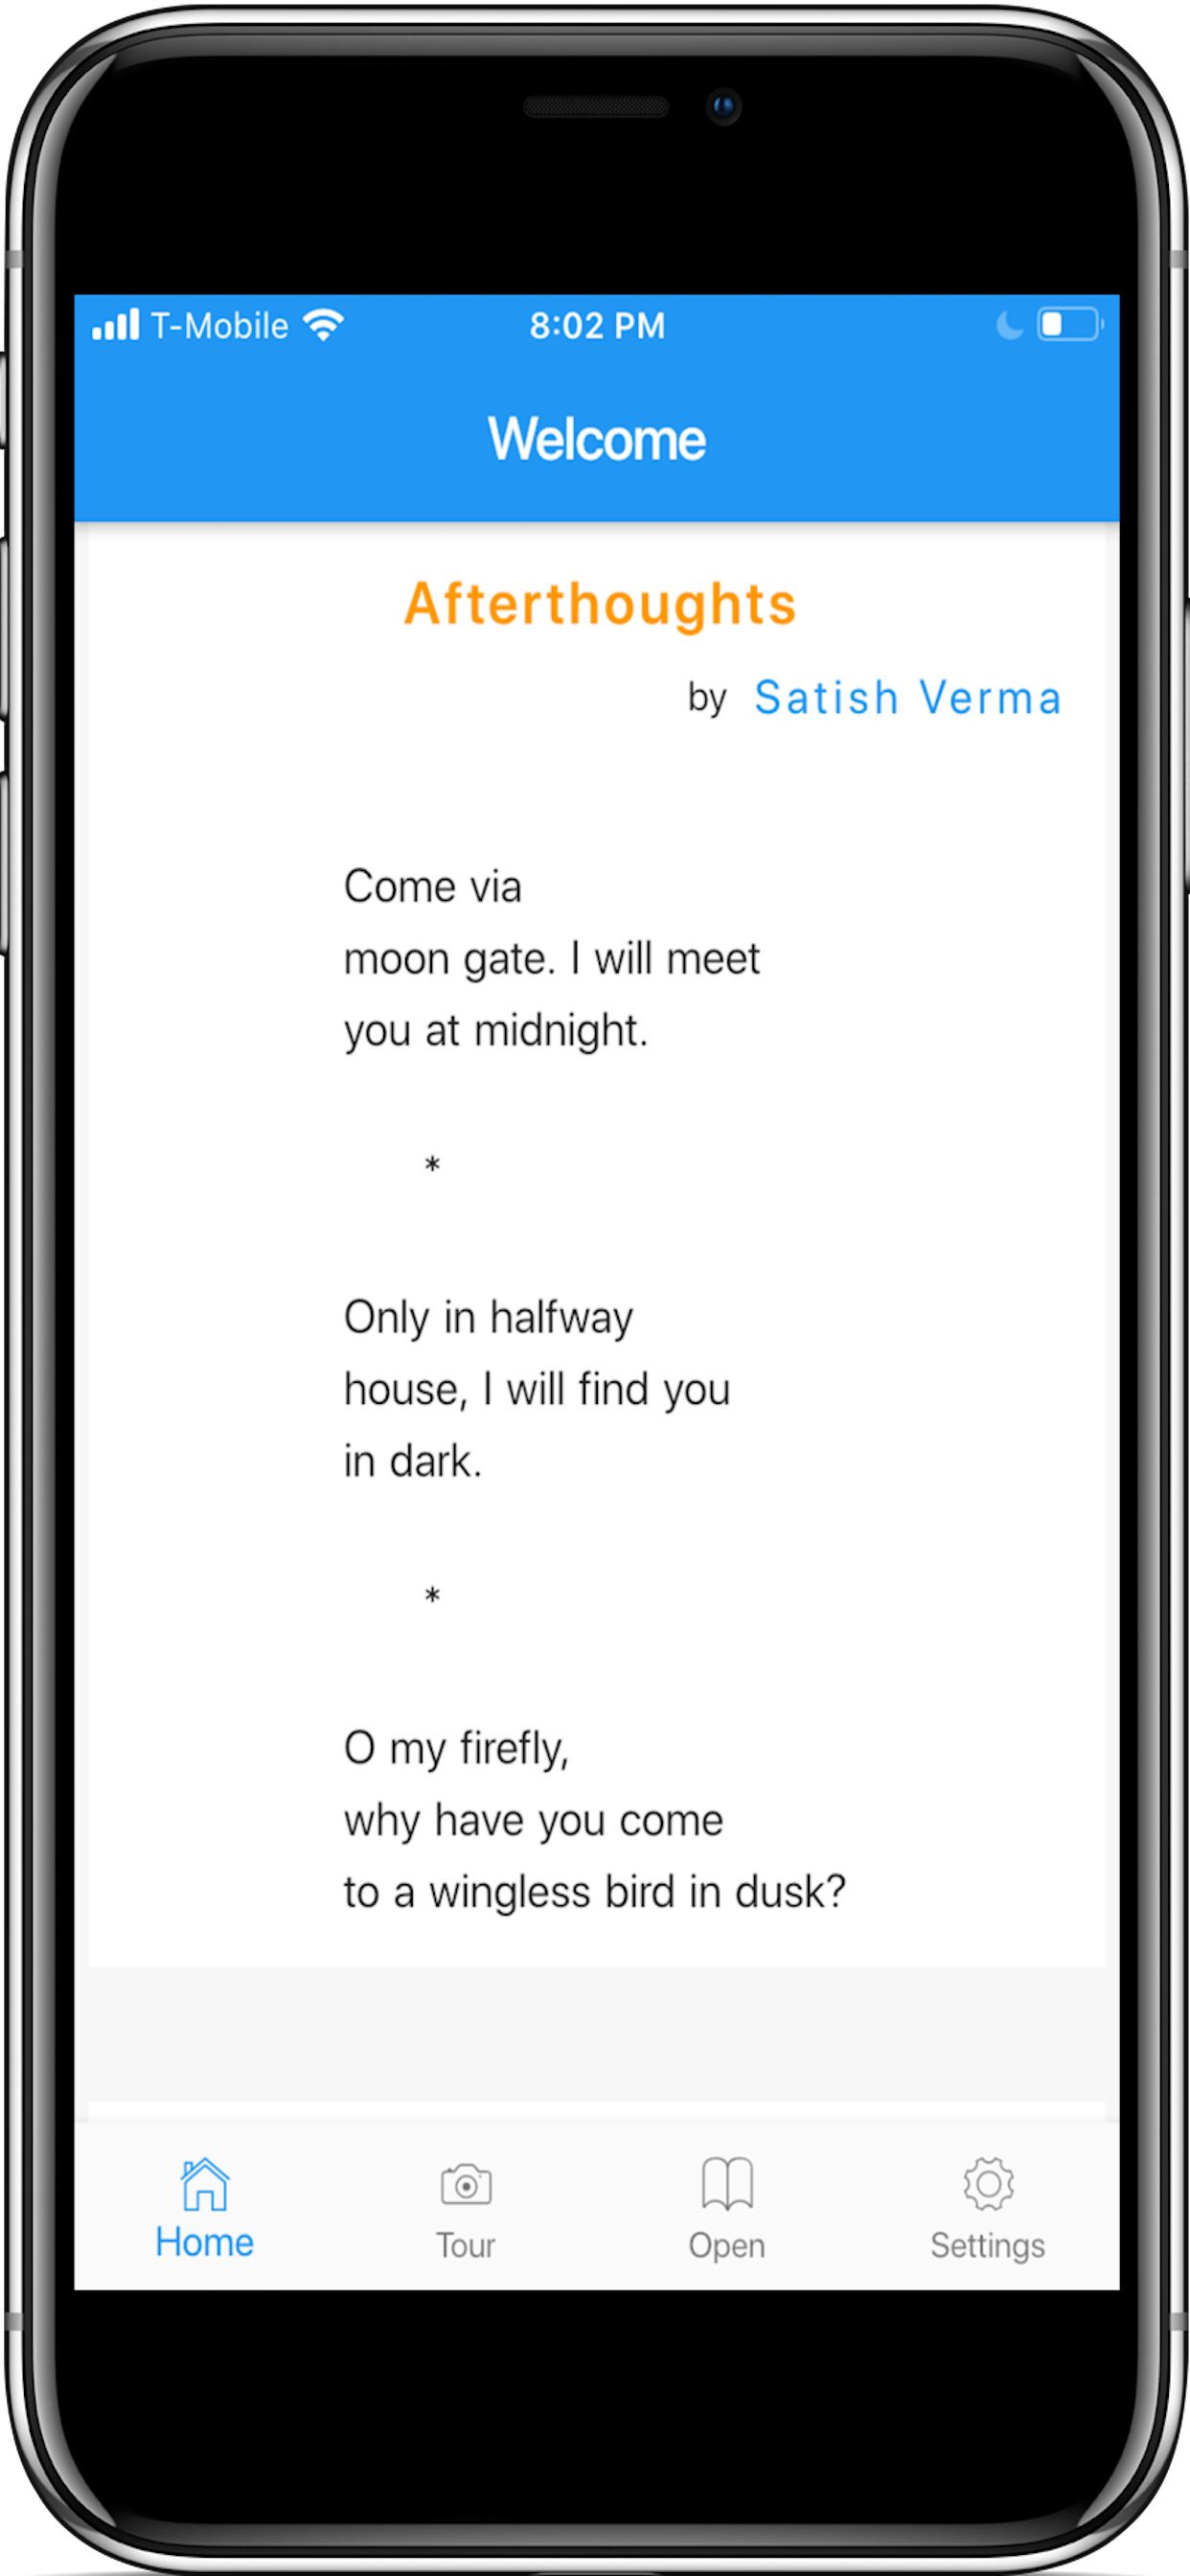 T-Mobile 8:02 PM
Welcome
Afterthoughts
by Satish Verma
Come via
moon gate. I will meet
you at midnight.
*
Only in halfway
house, I will find you
in dark.
*
O my firefly,
why have you come
to a wingless bird in dusk?
Home Tour Open Settings